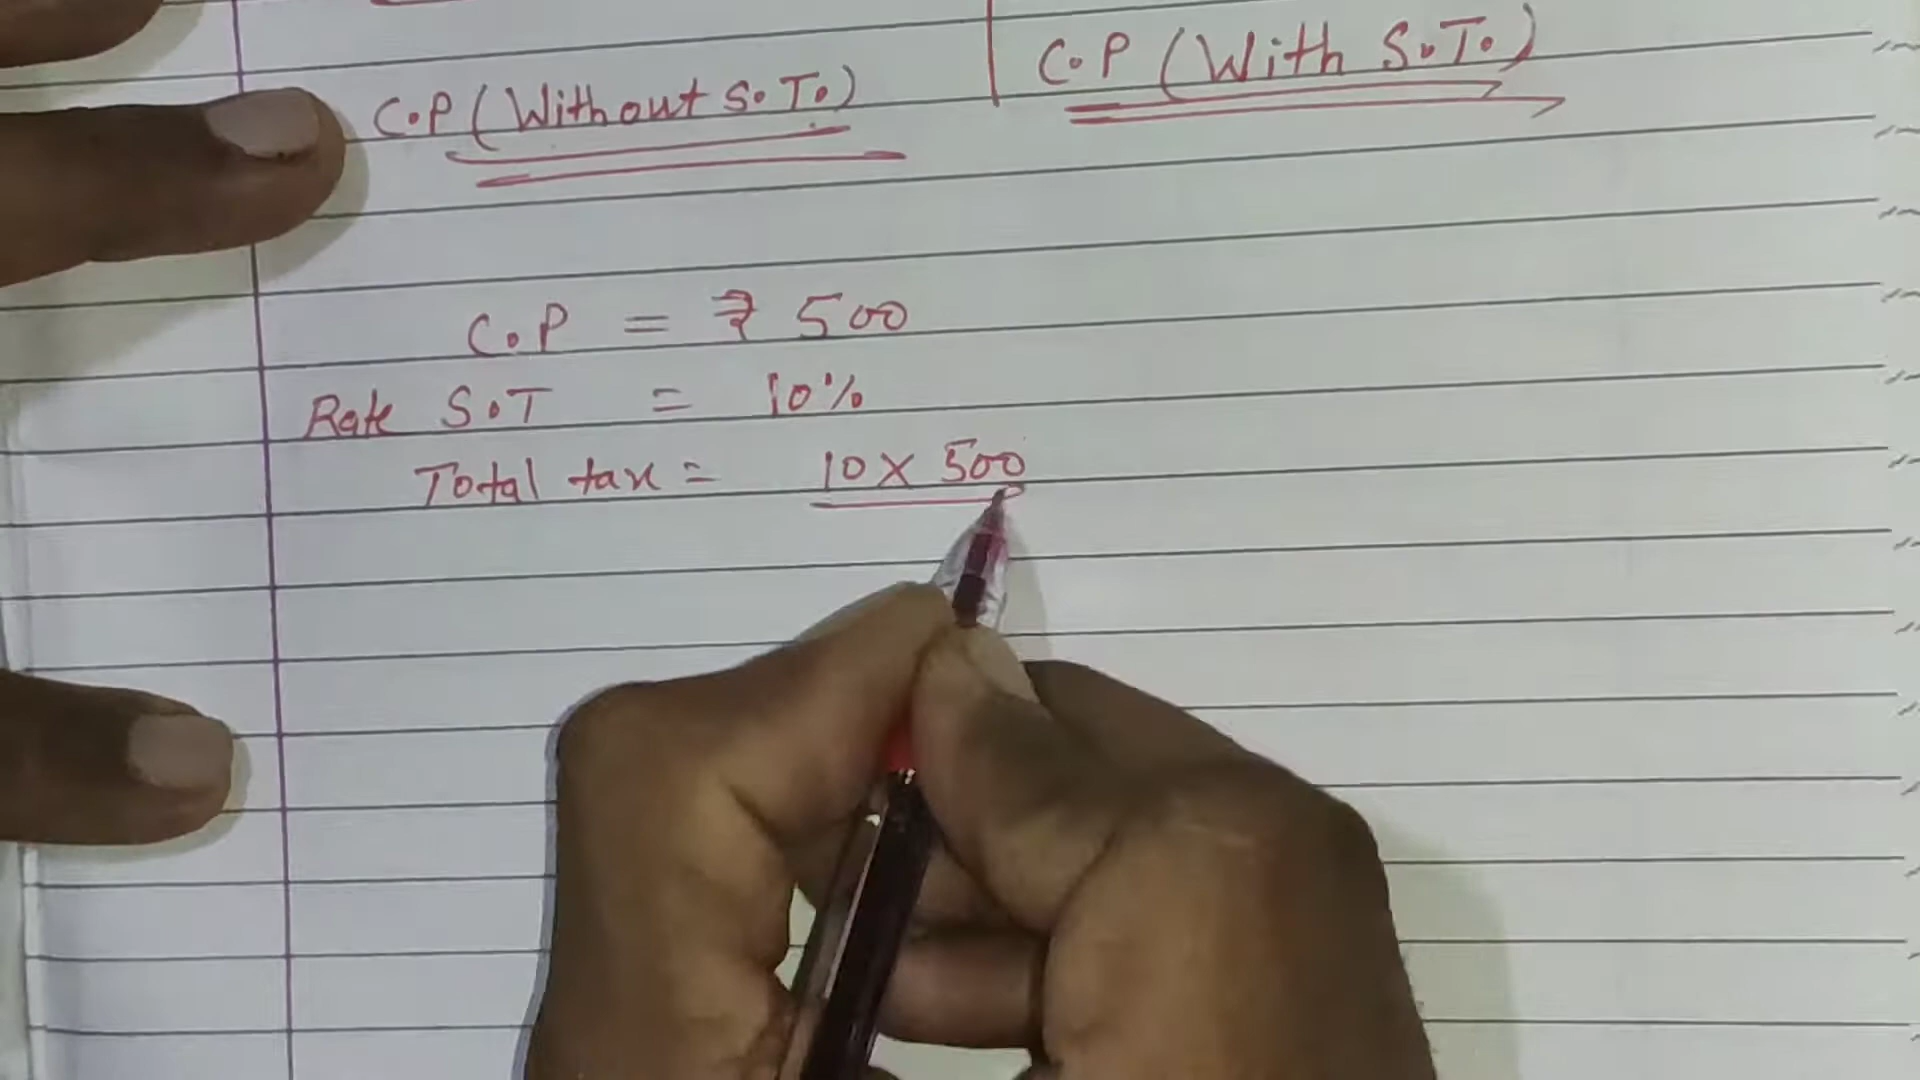 C.P (Without S.T.)
C.P (With S.T.)
C.P = ₹ 500
Rate S.T = 10%
Total tax = 10 X 500